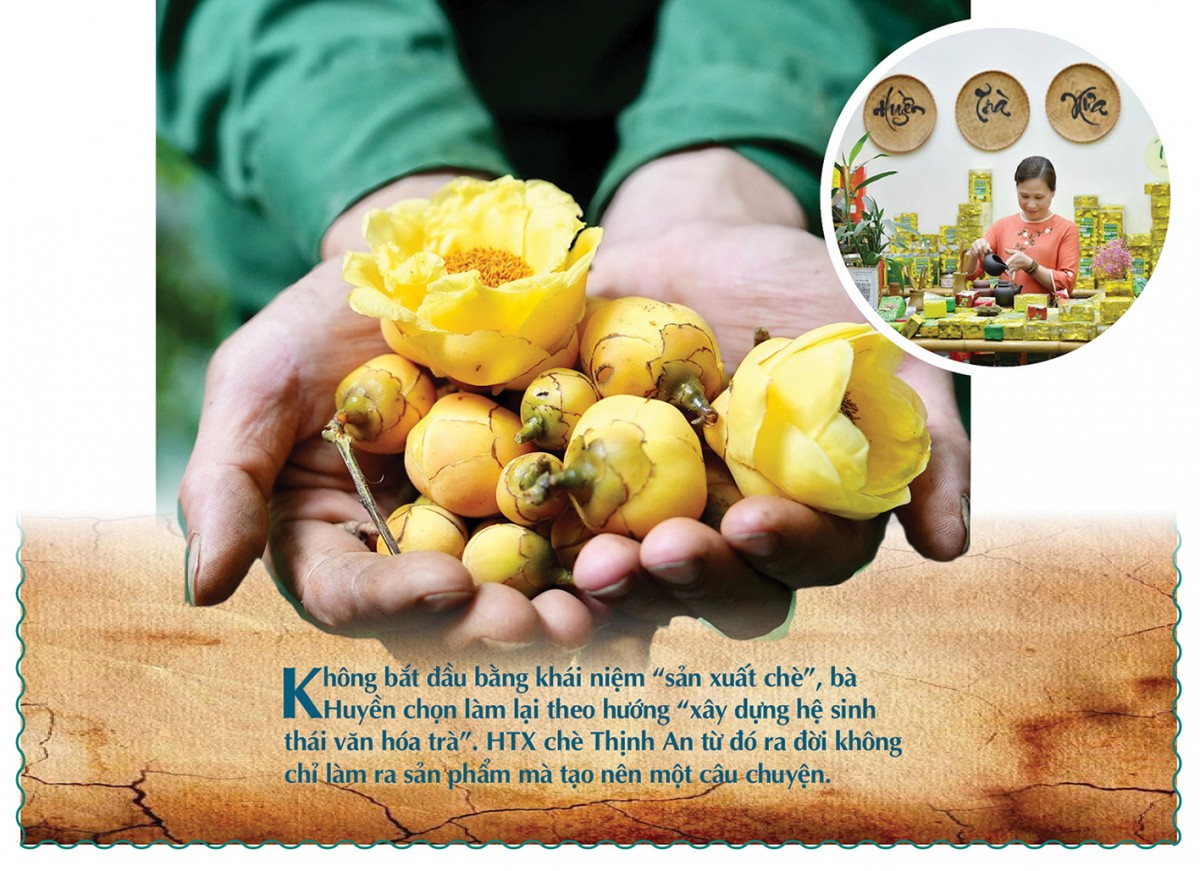 Huyền
Trà
Hoa
Không bắt đầu bằng khái niệm “sản xuất chè”, bà
Huyền chọn làm lại theo hướng “xây dựng hệ sinh
thái văn hóa trà”. HTX chè Thịnh An từ đó ra đời không
chỉ làm ra sản phẩm mà tạo nên một câu chuyện.